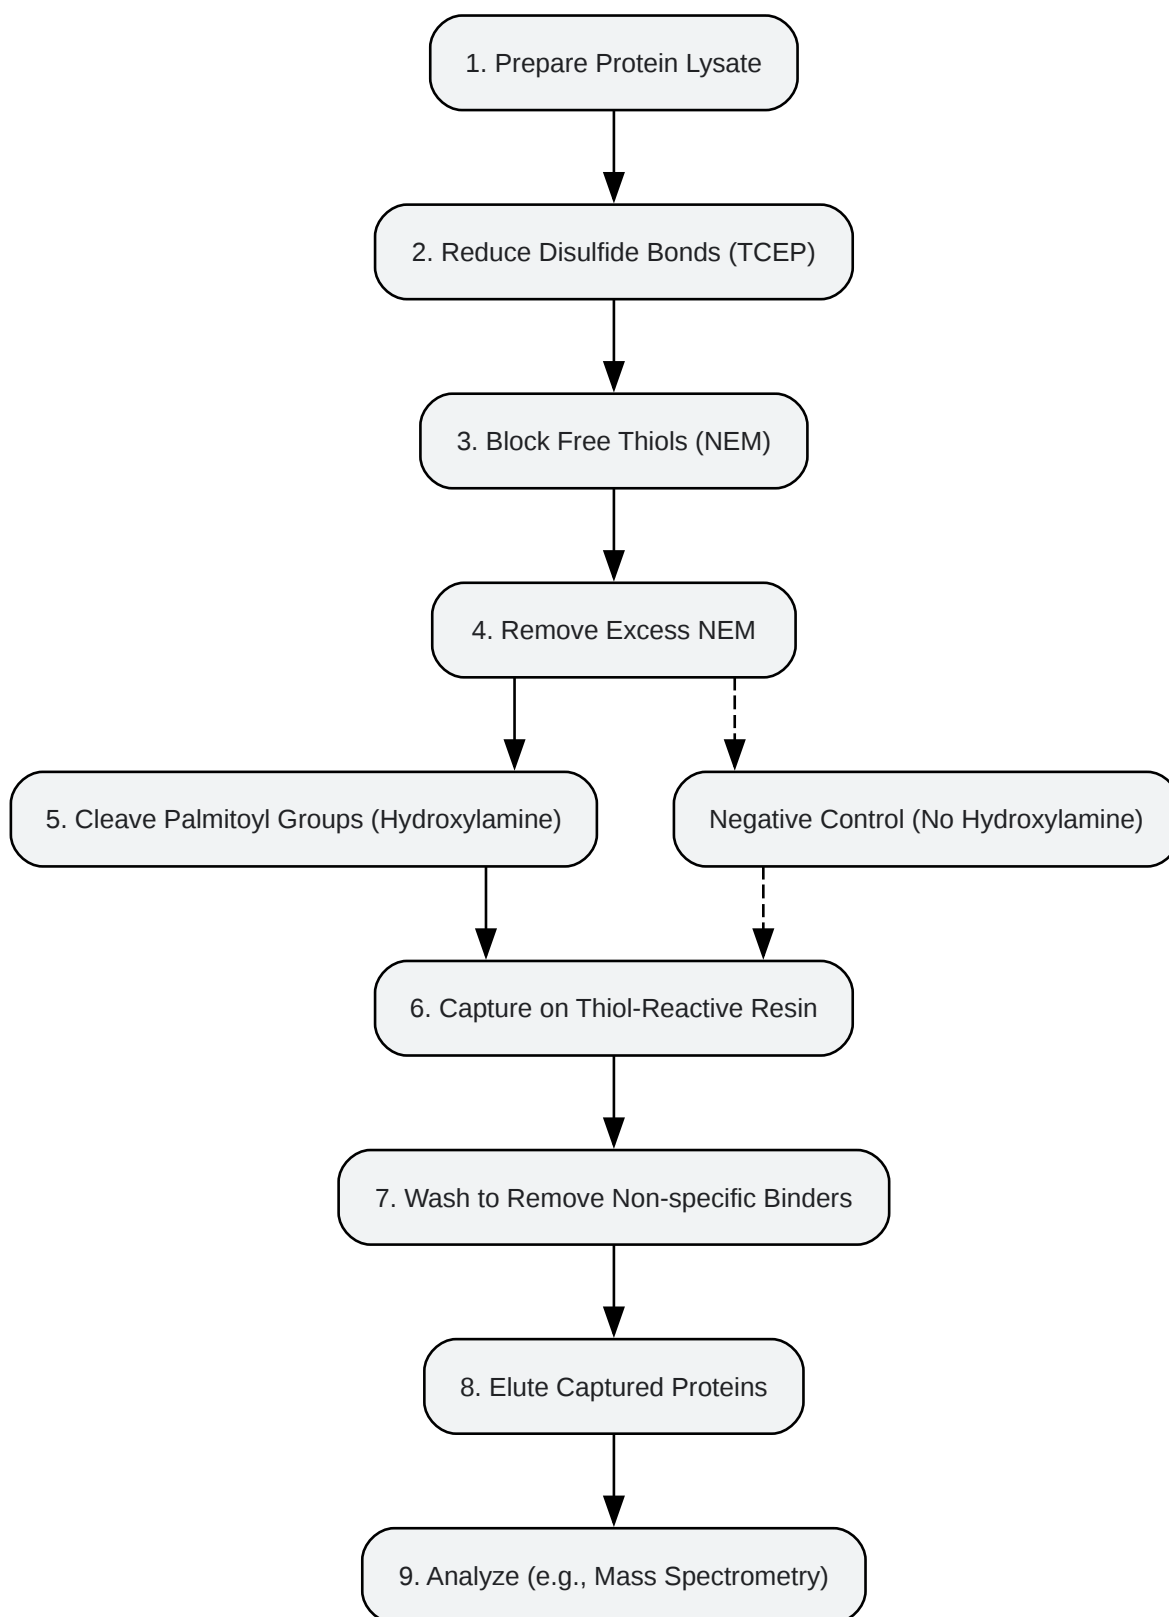 1. Prepare Protein Lysate
2. Reduce Disulfide Bonds (TCEP)
3. Block Free Thiols (NEM)
4. Remove Excess NEM
5. Cleave Palmitoyl Groups (Hydroxylamine)
Negative Control (No Hydroxylamine)
6. Capture on Thiol-Reactive Resin
7. Wash to Remove Non-specific Binders
8. Elute Captured Proteins
9. Analyze (e.g., Mass Spectrometry)